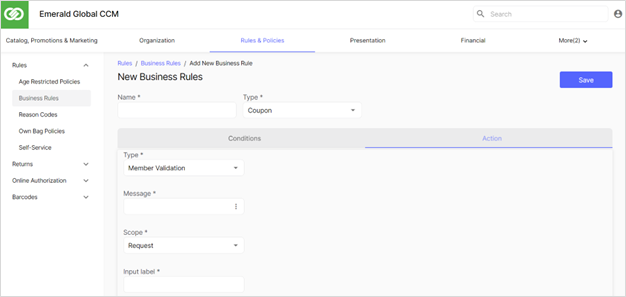 Emerald Global CCM
Search
Catalog, Promotions & Marketing Organization Rules & Policies Presentation Financial More(2)
Rules
Age Restricted Policies
Business Rules
Reason Codes
Own Bag Policies
Self-Service
Returns
Online Authorization
Barcodes
Rules / Business Rules / Add New Business Rule
New Business Rules
Save
Name * Type *
Coupon
Conditions Action
Type *
Member Validation
Message *
Scope *
Request
Input label *